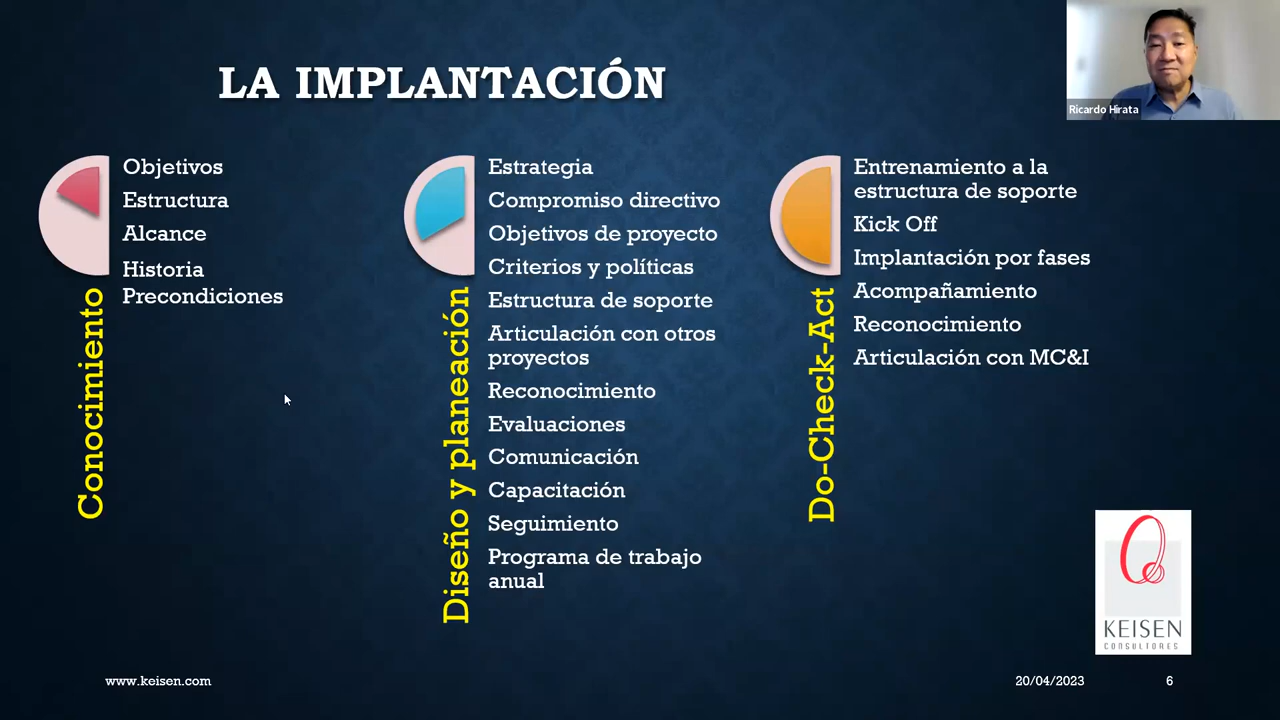 LA IMPLANTACIÓN
Ricardo Hirata
Conocimiento
Objetivos
Estructura
Alcance
Historia
Precondiciones
Diseño y planeación
Estrategia
Compromiso directivo
Objetivos de proyecto
Criterios y políticas
Estructura de soporte
Articulación con otros
proyectos
Reconocimiento
Evaluaciones
Comunicación
Capacitación
Seguimiento
Programa de trabajo
anual
Do-Check-Act
Entrenamiento a la
estructura de soporte
Kick Off
Implantación por fases
Acompañamiento
Reconocimiento
Articulación con MC&I
KEISEN
CONSULTORES
www.keisen.com
20/04/2023
6